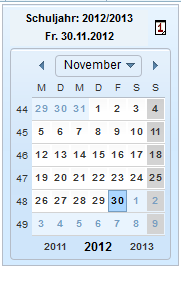 Schuljahr: 2012/2013
Fr. 30.11.2012
1
November
M D M D F S S
44 29 30 31 1 2 3 4
45 5 6 7 8 9 10 11
46 12 13 14 15 16 17 18
47 19 20 21 22 23 24 25
48 26 27 28 29 30 1 2
49 3 4 5 6 7 8 9
2011 2012 2013